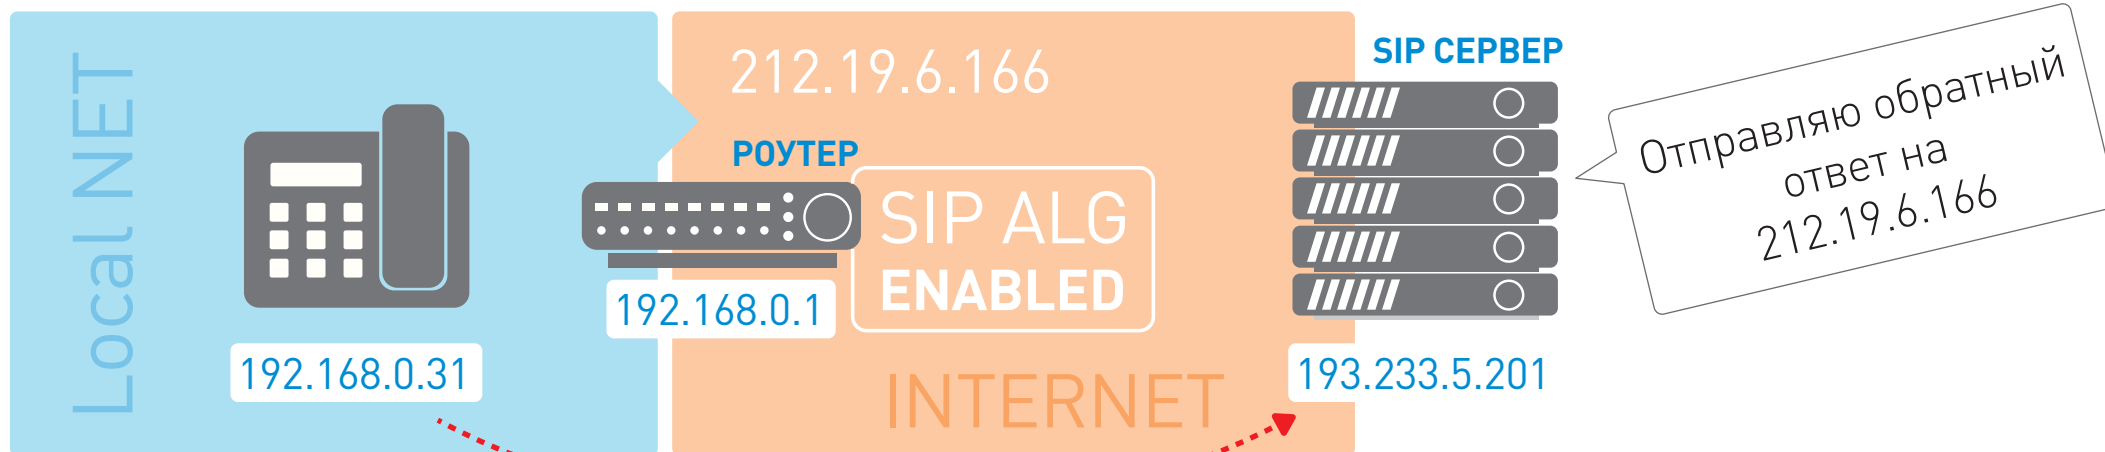 Local NET
192.168.0.31
212.19.6.166
РОУТЕР
192.168.0.1
SIP ALG
ENABLED
INTERNET
SIP СЕРВЕР
193.233.5.201
Отправляю обратный
ответ на
212.19.6.166